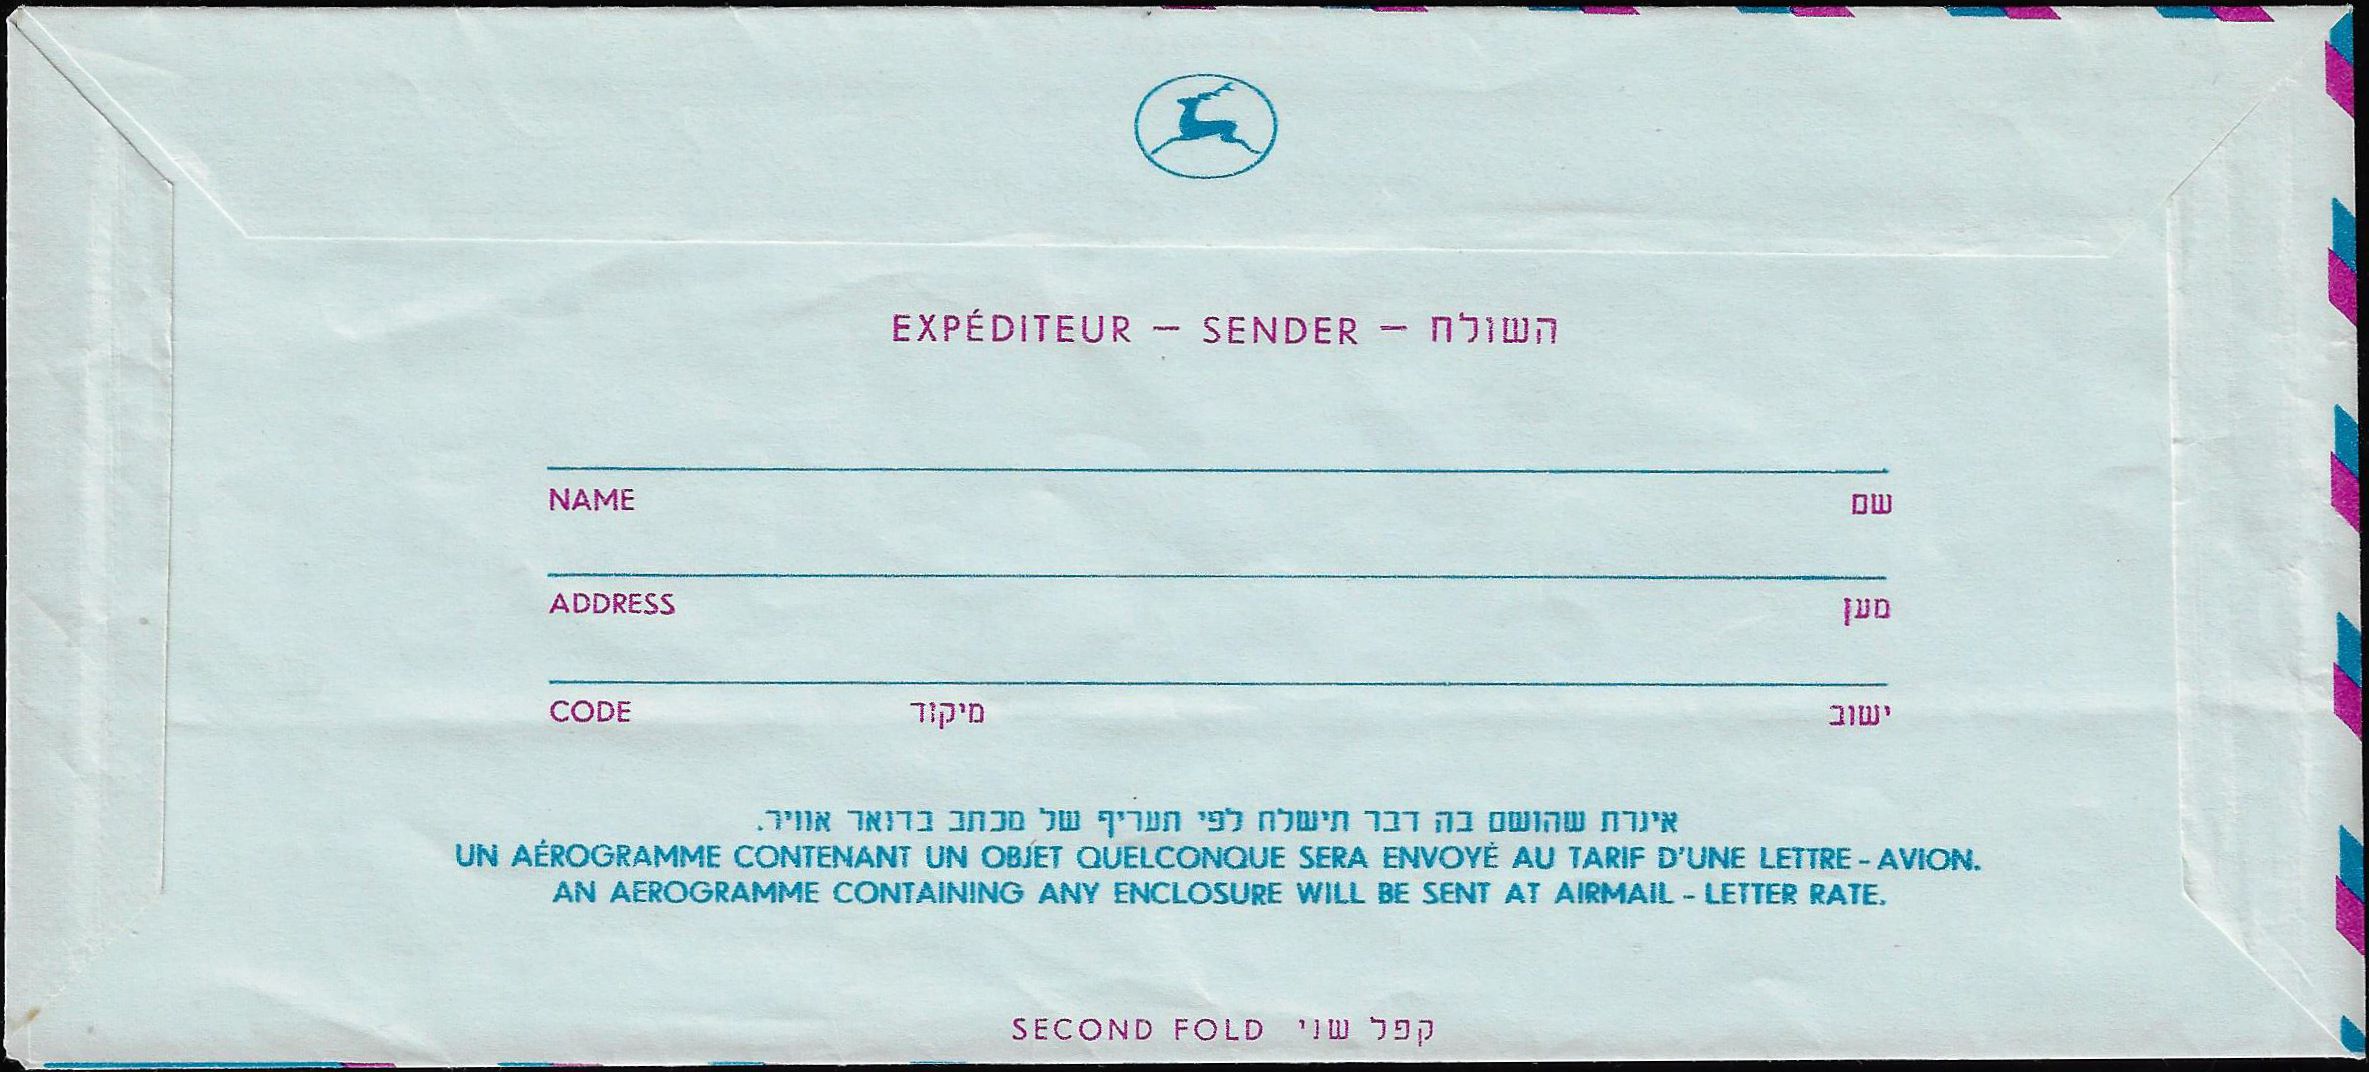 EXPÉDITEUR — SENDER — השולח
NAME שם
ADDRESS מען
CODE מיקוד ישוב
איגרת שהושם בה דבר תישלח לפי תעריף של מכתב בדואר אוויר.
UN AÉROGRAMME CONTENANT UN OBJET QUELCONQUE SERA ENVOYÉ AU TARIF D'UNE LETTRE - AVION.
AN AEROGRAMME CONTAINING ANY ENCLOSURE WILL BE SENT AT AIRMAIL - LETTER RATE.
SECOND FOLD קפל שני